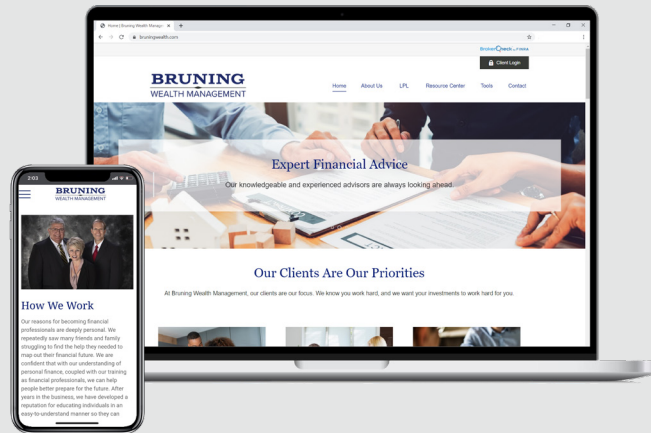 Home | Bruning Wealth Manage
bruningwealth.com
BrokerCheck by FINRA
Client Login
BRUNING
WEALTH MANAGEMENT
Home About Us LPL Resource Center Tools Contact
Expert Financial Advice
Our knowledgeable and experienced advisors are always looking ahead.
Our Clients Are Our Priorities
At Bruning Wealth Management, our clients are our focus. We know you work hard, and we want your investments to work hard for you.
2:03
BRUNING
WEALTH MANAGEMENT
How We Work
Our reasons for becoming financial
professionals are deeply personal. We
repeatedly saw many friends and family
struggling to find the help they needed to
map out their financial future. We are
confident that with our understanding of
personal finance, coupled with our training
as financial professionals, we can help
people better prepare for the future. After
years in the business, we have developed a
reputation for educating individuals in an
easy-to-understand manner so they can